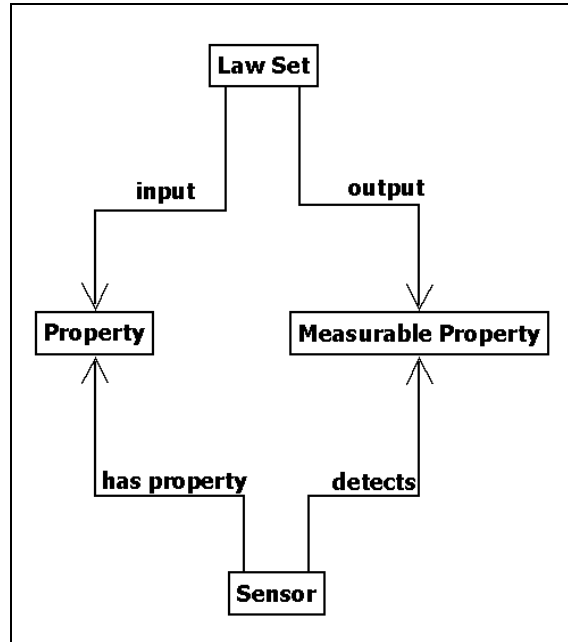 Law Set
input
output
Property
Measurable Property
has property
detects
Sensor